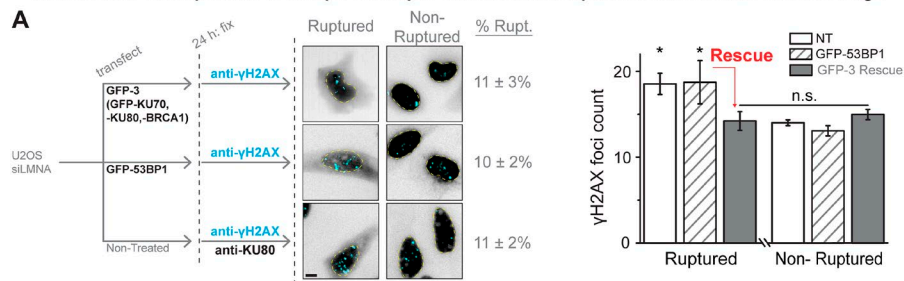 A
transfect
24 h: fix
Ruptured
Non-
Ruptured
% Rupt.
U2OS
siLMNA
GFP-3
(GFP-KU70,
-KU80,-BRCA1)
anti-γH2AX
11 ± 3%
GFP-53BP1
anti-γH2AX
10 ± 2%
Non-Treated
anti-γH2AX
anti-KU80
11 ± 2%
NT
GFP-53BP1
GFP-3 Rescue
* *
Rescue
n.s.
γH2AX foci count
20
10
0
Ruptured
Non- Ruptured